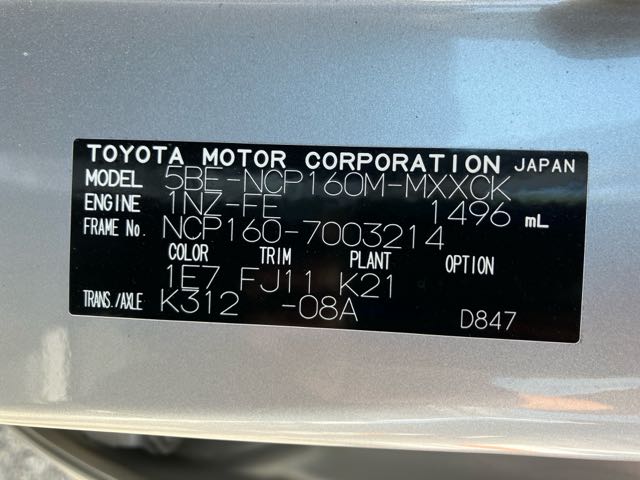 TOYOTA MOTOR CORPORATION JAPAN
MODEL 5BE-NCP160M-MXXCK
ENGINE 1NZ-FE 1496 mL
FRAME No. NCP160-7003214
COLOR TRIM PLANT OPTION
1E7 FJ11 K21
TRANS./AXLE K312 -08A D847